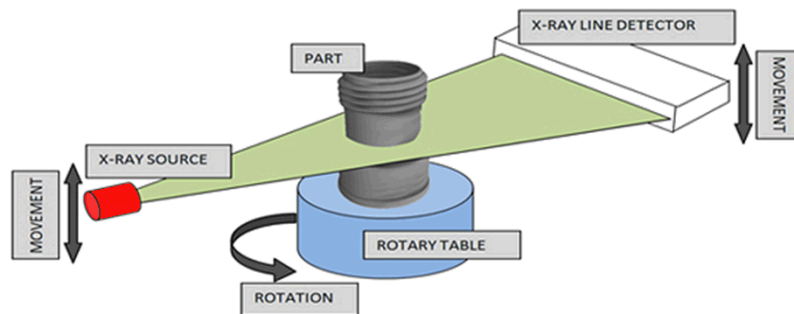 X-RAY LINE DETECTOR
PART
MOVEMENT
X-RAY SOURCE
MOVEMENT
ROTARY TABLE
ROTATION